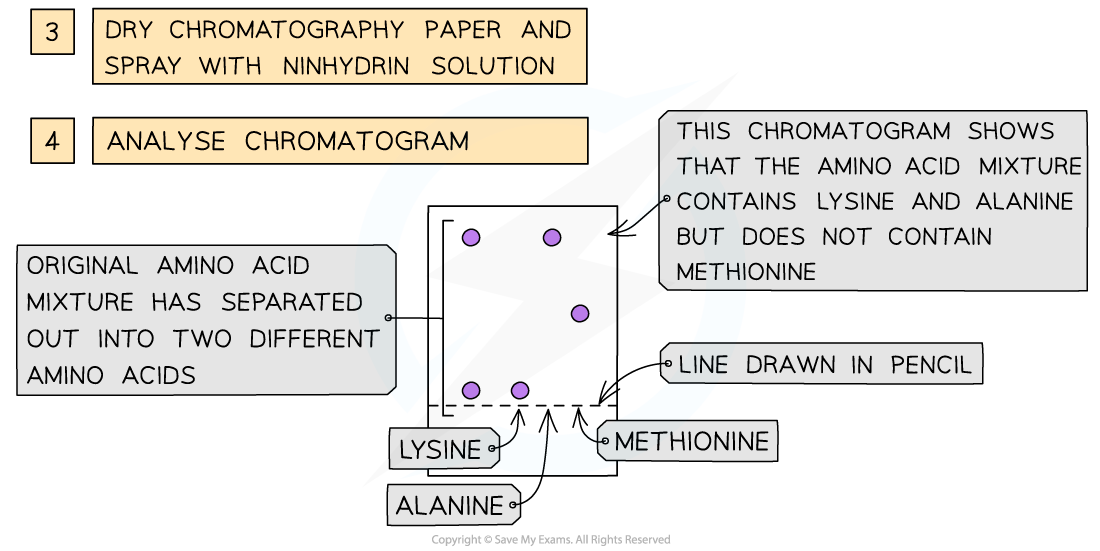 3
DRY CHROMATOGRAPHY PAPER AND
SPRAY WITH NINHYDRIN SOLUTION
4
ANALYSE CHROMATOGRAM
THIS CHROMATOGRAM SHOWS
THAT THE AMINO ACID MIXTURE
CONTAINS LYSINE AND ALANINE
BUT DOES NOT CONTAIN
METHIONINE
ORIGINAL AMINO ACID
MIXTURE HAS SEPARATED
OUT INTO TWO DIFFERENT
AMINO ACIDS
LINE DRAWN IN PENCIL
LYSINE
METHIONINE
ALANINE
Copyright © Save My Exams. All Rights Reserved